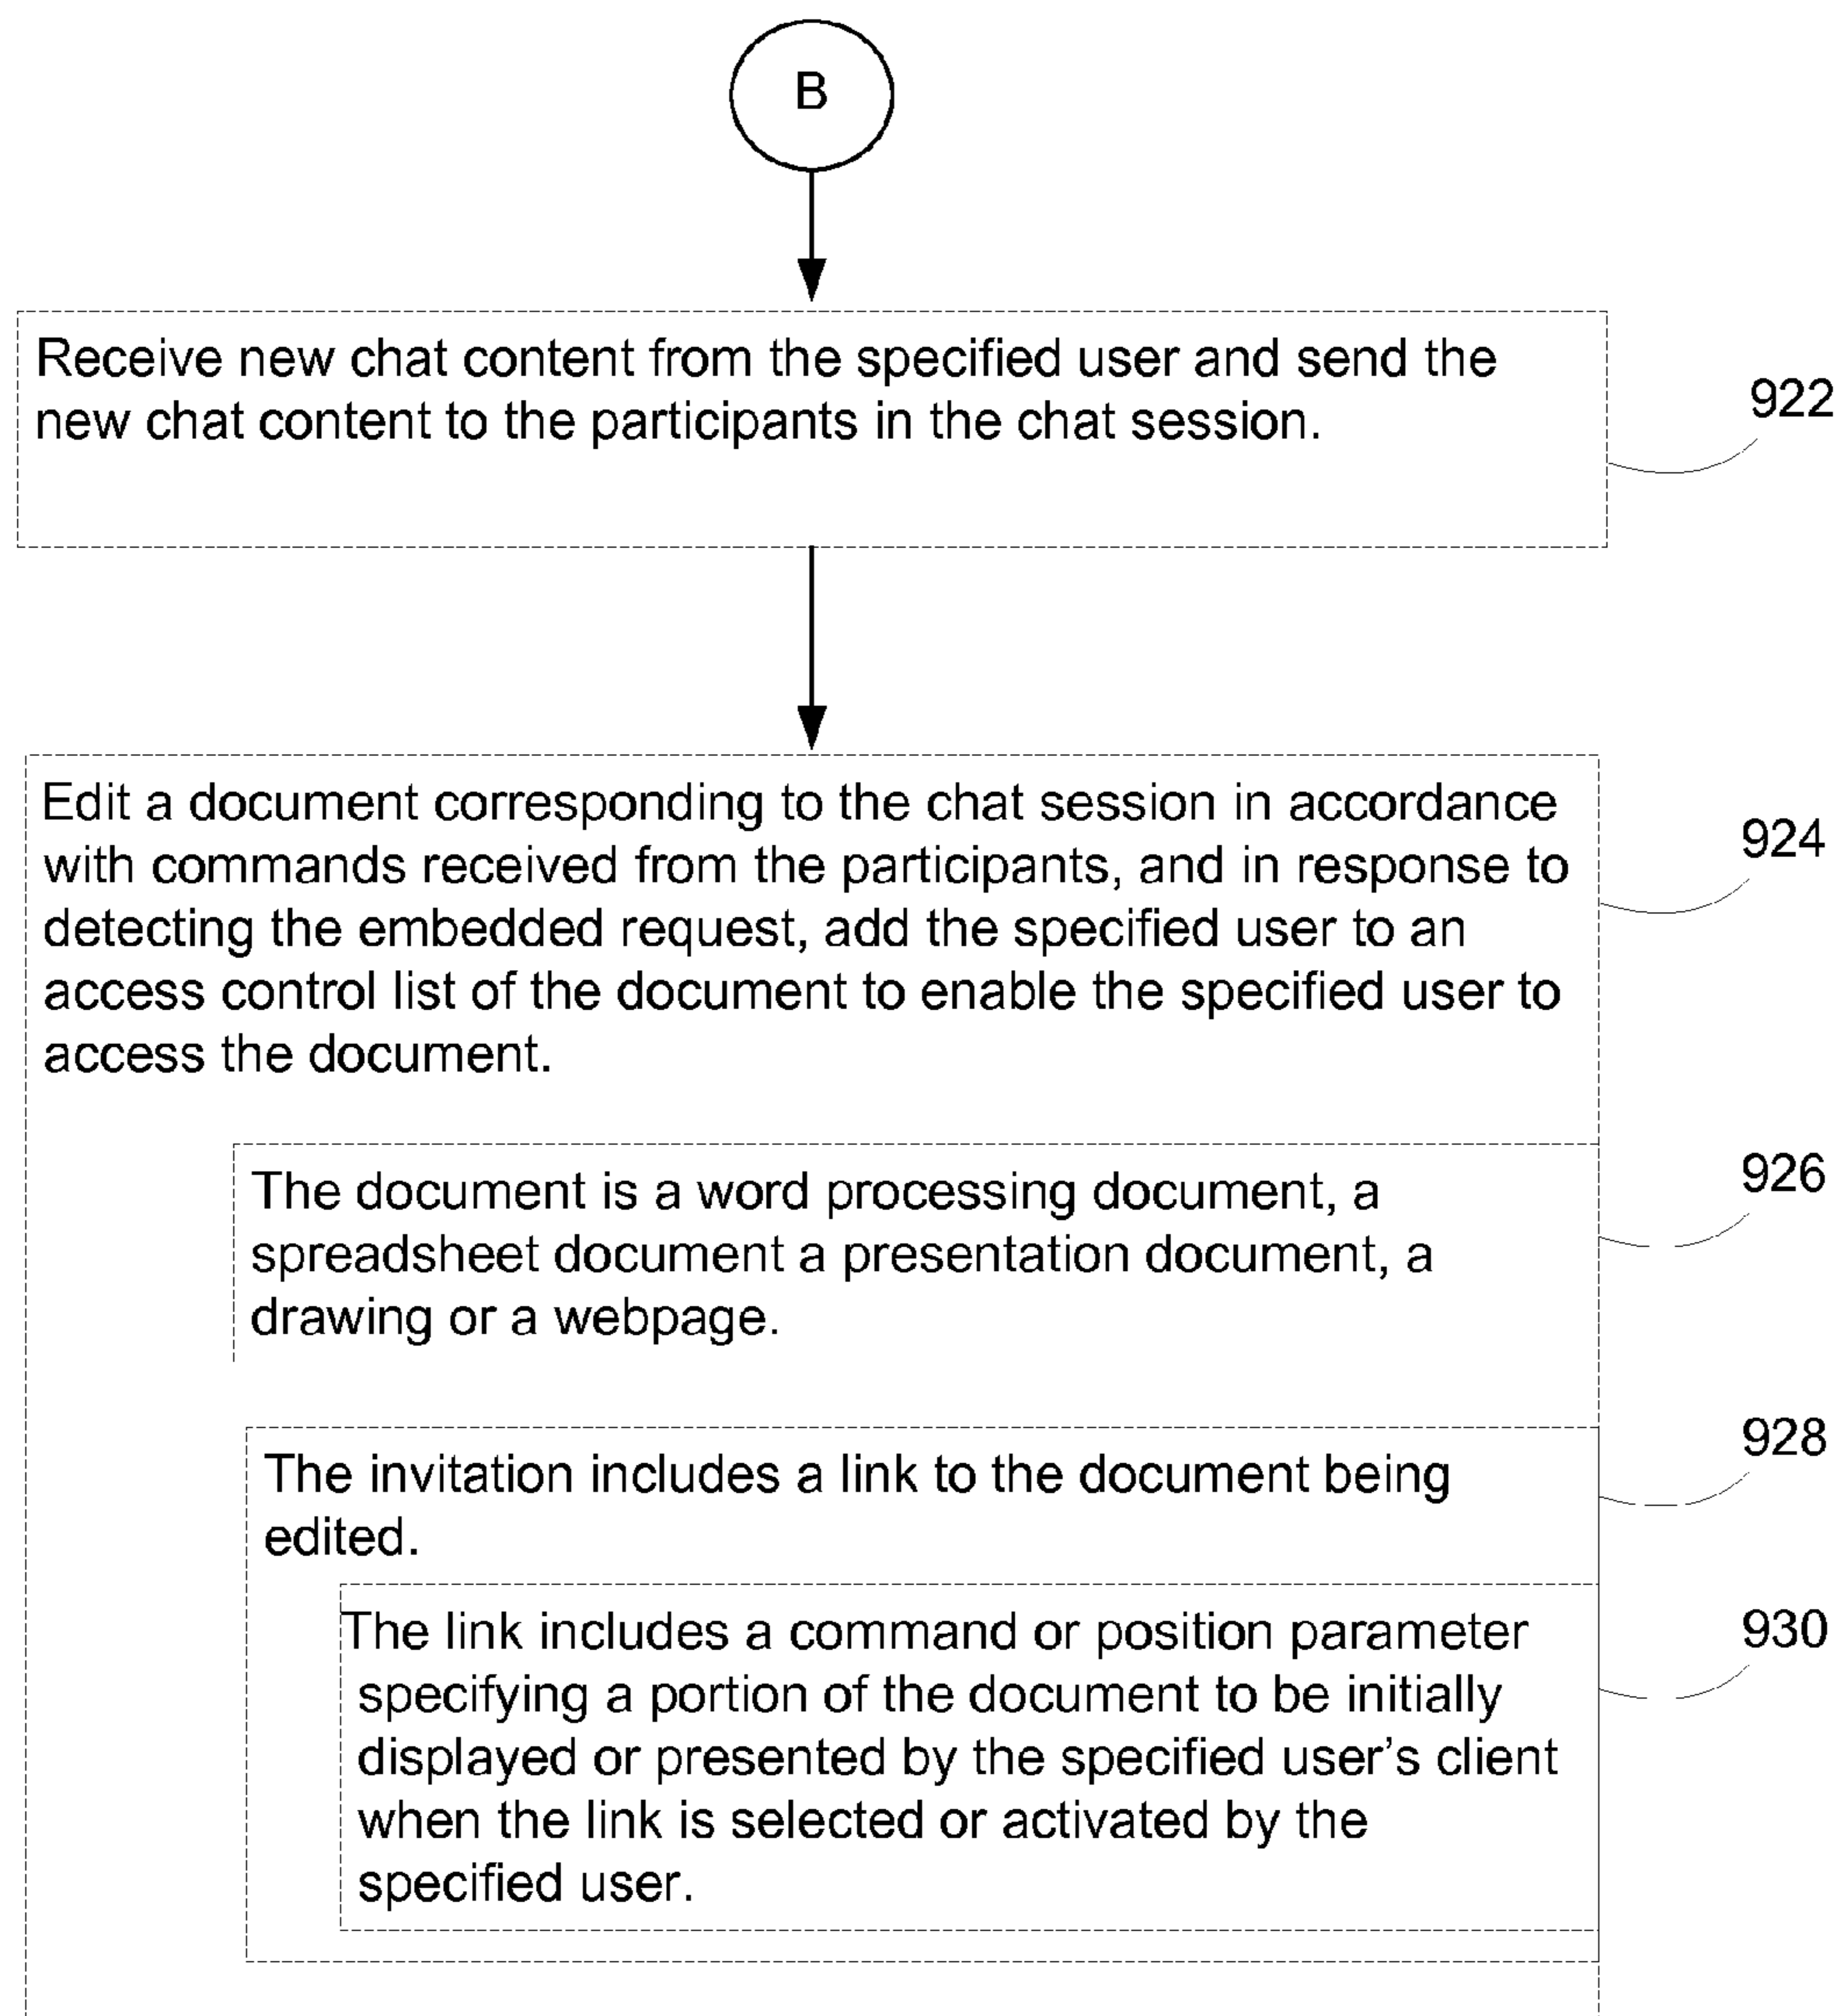 B
Receive new chat content from the specified user and send the
new chat content to the participants in the chat session.
922
Edit a document corresponding to the chat session in accordance
with commands received from the participants, and in response to
detecting the embedded request, add the specified user to an
access control list of the document to enable the specified user to
access the document.
924
The document is a word processing document, a
spreadsheet document a presentation document, a
drawing or a webpage.
926
The invitation includes a link to the document being
edited.
928
The link includes a command or position parameter
specifying a portion of the document to be initially
displayed or presented by the specified user’s client
when the link is selected or activated by the
specified user.
930